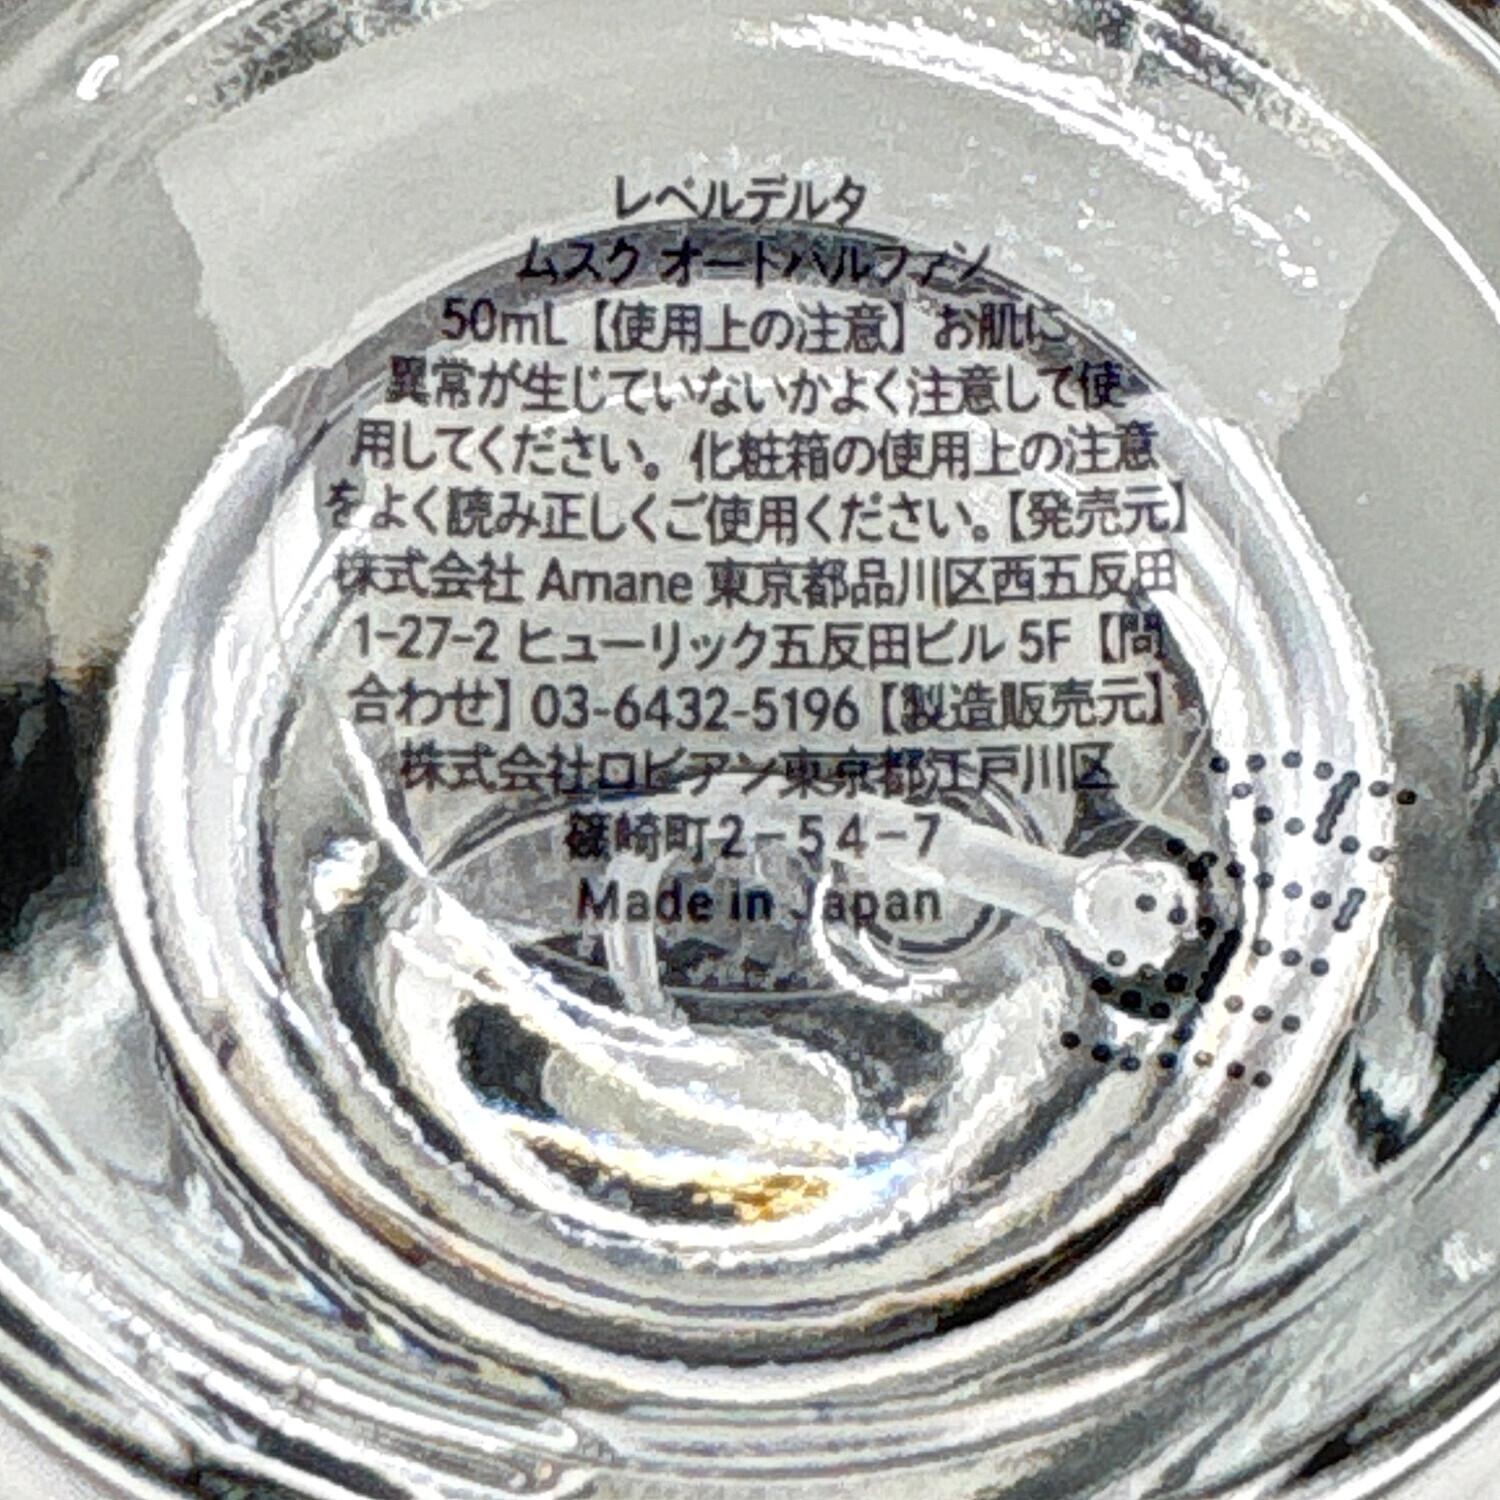 レベルデルタ
ムスク オードパルファン
50mL【使用上の注意】お肌に
異常が生じていないかよく注意して使
用してください。化粧箱の使用上の注意
をよく読み正しくご使用ください。【発売元】
株式会社 Amane 東京都品川区西五反田
1-27-2 ヒューリック五反田ビル 5F【問
合わせ】03-6432-5196【製造販売元】
株式会社ロビアン東京都江戸川区
篠崎町2−54−7
Made in Japan